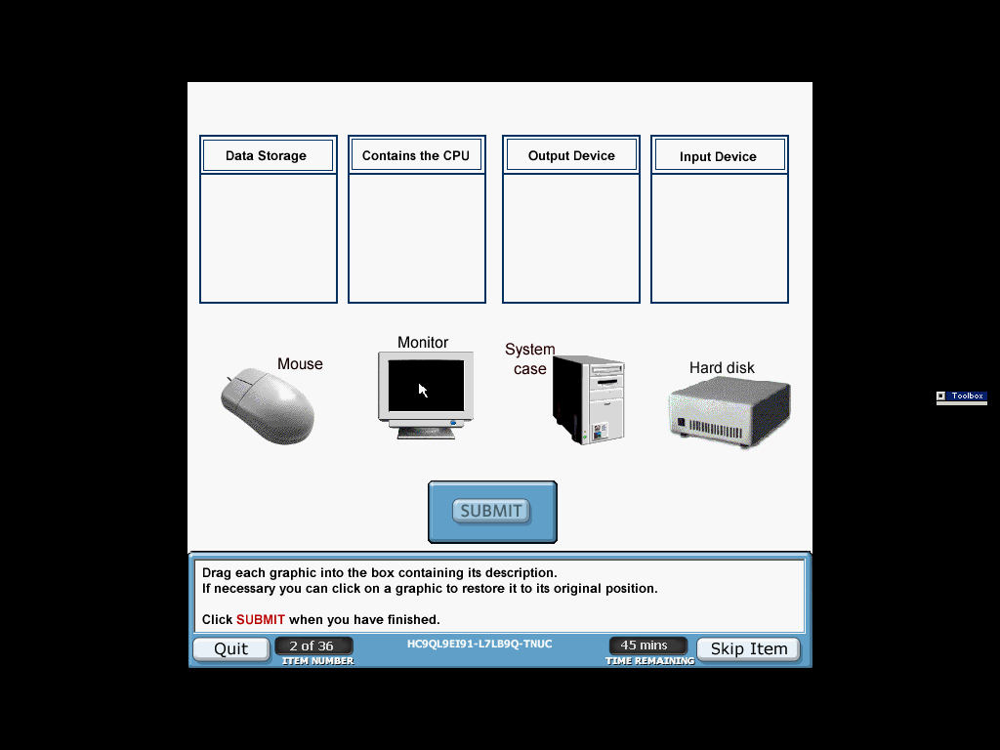 Data Storage
Contains the CPU
Output Device
Input Device
Mouse
Monitor
System
case
Hard disk
Toolbox
SUBMIT
Drag each graphic into the box containing its description.
If necessary you can click on a graphic to restore it to its original position.
Click SUBMIT when you have finished.
Quit
2 of 36
ITEM NUMBER
HC9QL9EI91-L7LB9Q-TNUC
45 mins
TIME REMAINING
Skip Item